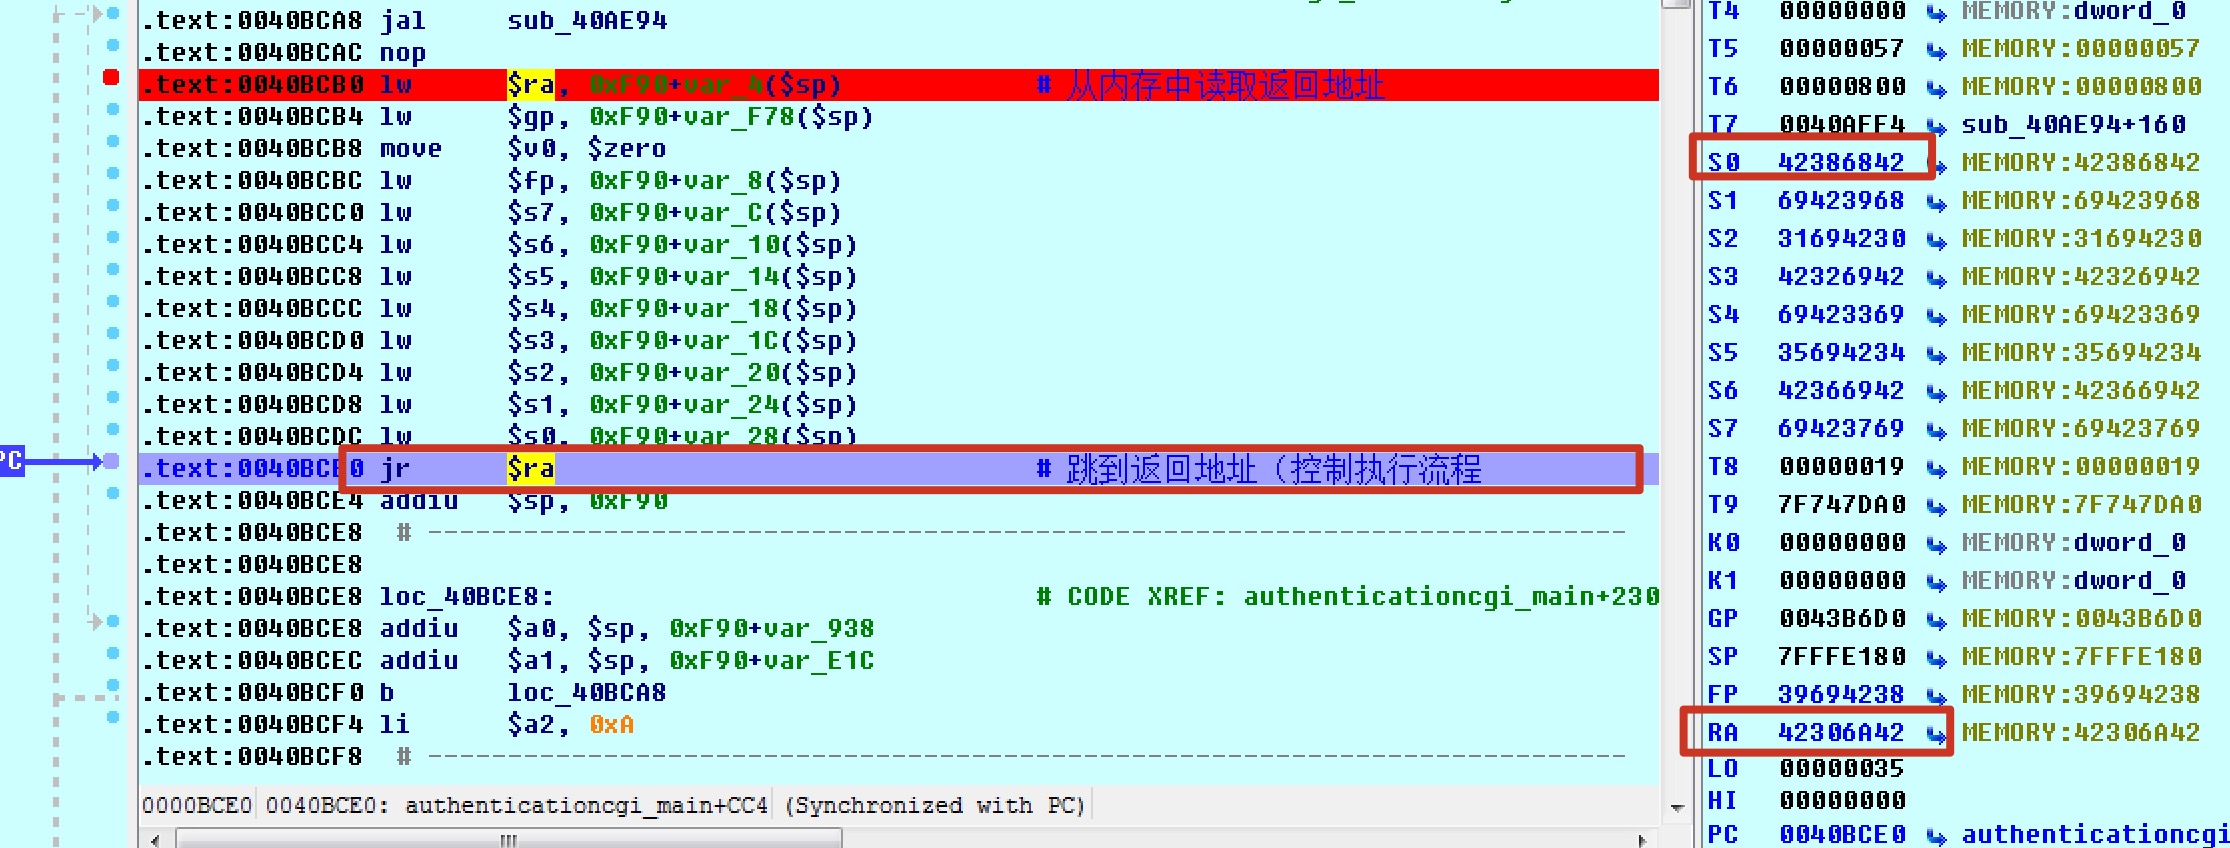 .text:0040BCA8 jal     sub_40AE94
.text:0040BCAC nop
.text:0040BCB0 lw      $ra, 0xF90+var_4($sp)            # 从内存中读取返回地址
.text:0040BCB4 lw      $gp, 0xF90+var_F78($sp)
.text:0040BCB8 move    $v0, $zero
.text:0040BCBC lw      $fp, 0xF90+var_8($sp)
.text:0040BCC0 lw      $s7, 0xF90+var_C($sp)
.text:0040BCC4 lw      $s6, 0xF90+var_10($sp)
.text:0040BCC8 lw      $s5, 0xF90+var_14($sp)
.text:0040BCCC lw      $s4, 0xF90+var_18($sp)
.text:0040BCD0 lw      $s3, 0xF90+var_1C($sp)
.text:0040BCD4 lw      $s2, 0xF90+var_20($sp)
.text:0040BCD8 lw      $s1, 0xF90+var_24($sp)
.text:0040BCDC lw      $s0, 0xF90+var_28($sp)
PC
.text:0040BCE0 jr      $ra                              # 跳到返回地址（控制执行流程
.text:0040BCE4 addiu   $sp, 0xF90
.text:0040BCE8  # ---------------------------------------------------------------------------
.text:0040BCE8
.text:0040BCE8 loc_40BCE8:                              # CODE XREF: authenticationcgi_main+230
.text:0040BCE8 addiu   $a0, $sp, 0xF90+var_938
.text:0040BCEC addiu   $a1, $sp, 0xF90+var_E1C
.text:0040BCF0 b       loc_40BCA8
.text:0040BCF4 li      $a2, 0xA
.text:0040BCF8  # ---------------------------------------------------------------------------
0000BCE0 0040BCE0: authenticationcgi_main+CC4 (Synchronized with PC)
T4 00000000 MEMORY:dword_0
T5 00000057 MEMORY:00000057
T6 00000800 MEMORY:00000800
T7 0040AFF4 sub_40AE94+160
S0 42386842 MEMORY:42386842
S1 69423968 MEMORY:69423968
S2 31694230 MEMORY:31694230
S3 42326942 MEMORY:42326942
S4 69423369 MEMORY:69423369
S5 35694234 MEMORY:35694234
S6 42366942 MEMORY:42366942
S7 69423769 MEMORY:69423769
T8 00000019 MEMORY:00000019
T9 7F747DA0 MEMORY:7F747DA0
K0 00000000 MEMORY:dword_0
K1 00000000 MEMORY:dword_0
GP 0043B6D0 MEMORY:0043B6D0
SP 7FFFE180 MEMORY:7FFFE180
FP 39694238 MEMORY:39694238
RA 42306A42 MEMORY:42306A42
LO 00000035
HI 00000000
PC 0040BCE0 authenticationcgi